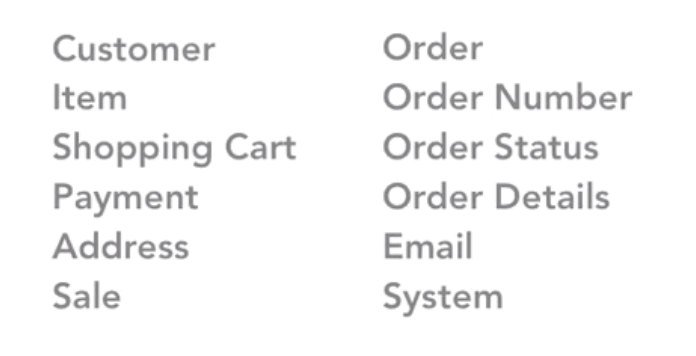 Customer
Item
Shopping Cart
Payment
Address
Sale
Order
Order Number
Order Status
Order Details
Email
System